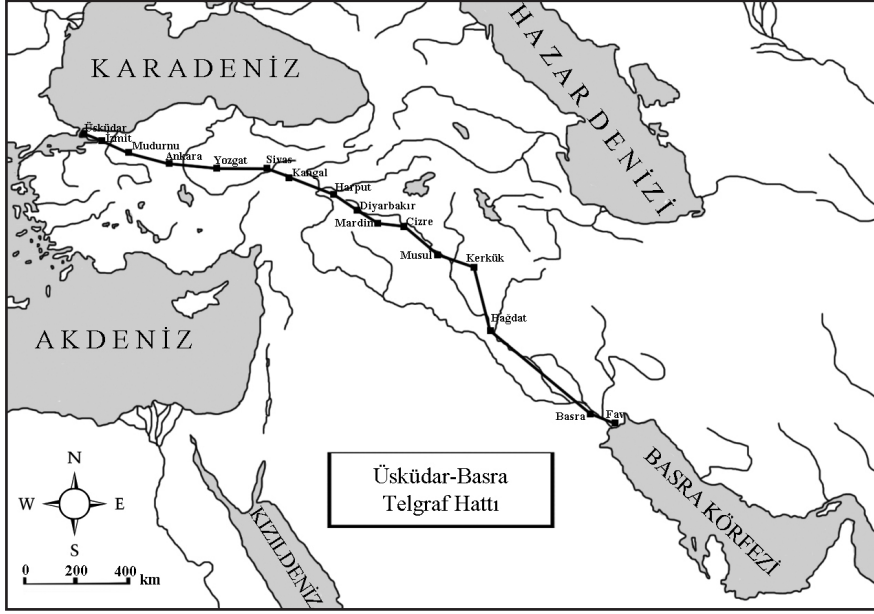 KARADENİZ
HAZAR DENİZİ
Üsküdar
İzmit
Mudurnu
Ankara
Yozgat
Sivas
Kangal
Harput
Diyarbakır
Mardin
Cizre
Musul
Kerkük
Bağdat
AKDENİZ
Basra
Fav
Üsküdar-Basra
Telgraf Hattı
BASRA KÖRFEZİ
KIZILDENİZ
N
W
E
S
0 200 400
km